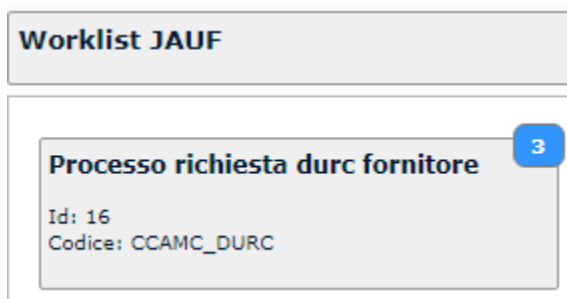 Worklist JAUF
3
Processo richiesta durc fornitore
Id: 16
Codice: CCAMC_DURC